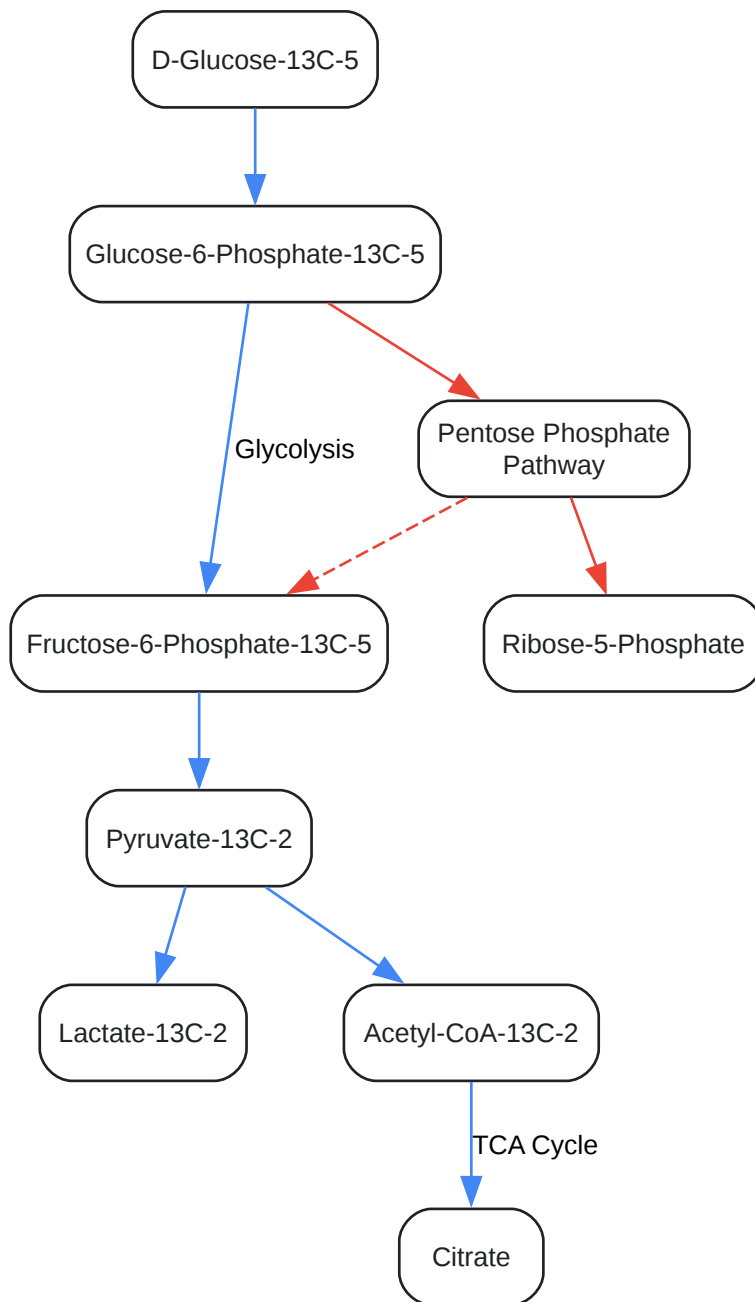 D-Glucose-13C-5
Glucose-6-Phosphate-13C-5
Glycolysis
Pentose Phosphate
Pathway
Fructose-6-Phosphate-13C-5
Ribose-5-Phosphate
Pyruvate-13C-2
Lactate-13C-2
Acetyl-CoA-13C-2
TCA Cycle
Citrate